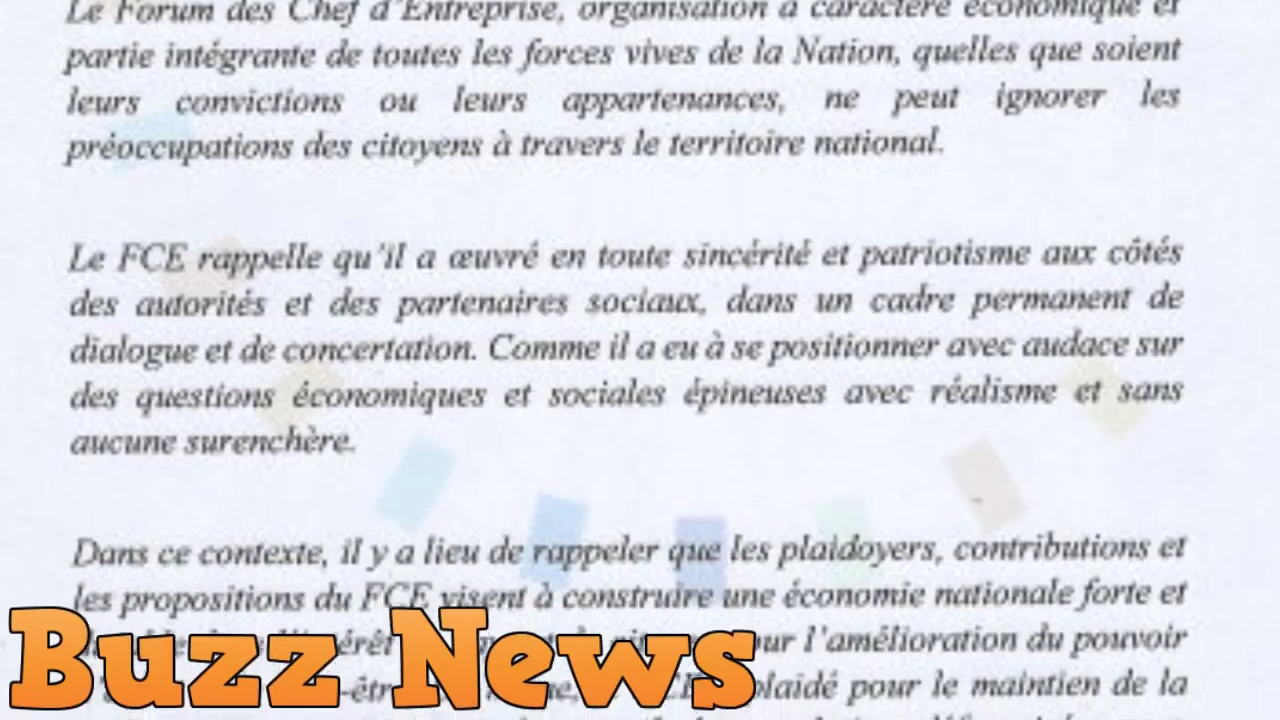 Le Forum des Chef d'Entreprise, organisation à caractère économique et
partie intégrante de toutes les forces vives de la Nation, quelles que soient
leurs convictions ou leurs appartenances, ne peut ignorer les
préoccupations des citoyens à travers le territoire national.
Le FCE rappelle qu'il a œuvré en toute sincérité et patriotisme aux côtés
des autorités et des partenaires sociaux, dans un cadre permanent de
dialogue et de concertation. Comme il a eu à se positionner avec audace sur
des questions économiques et sociales épineuses avec réalisme et sans
aucune surenchère.
Dans ce contexte, il y a lieu de rappeler que les plaidoyers, contributions et
les propositions du FCE visent à construire une économie nationale forte et
l'amélioration du pouvoir
plaidé pour le maintien de la
Buzz News